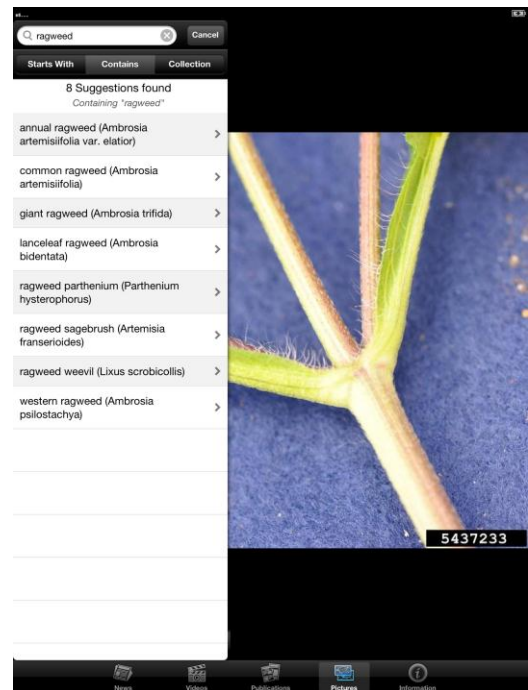 ragweed
Cancel
Starts With
Contains
Collection
8 Suggestions found
Containing "ragweed"
annual ragweed (Ambrosia
artemisiifolia var. elatior)
common ragweed (Ambrosia
artemisiifolia)
giant ragweed (Ambrosia trifida)
lanceleaf ragweed (Ambrosia
bidentata)
ragweed parthenium (Parthenium
hysterophorus)
ragweed sagebrush (Artemisia
franserioides)
ragweed weevil (Lixus scrobicollis)
western ragweed (Ambrosia
psilostachya)
5437233
News
Videos
Publications
Pictures
Information